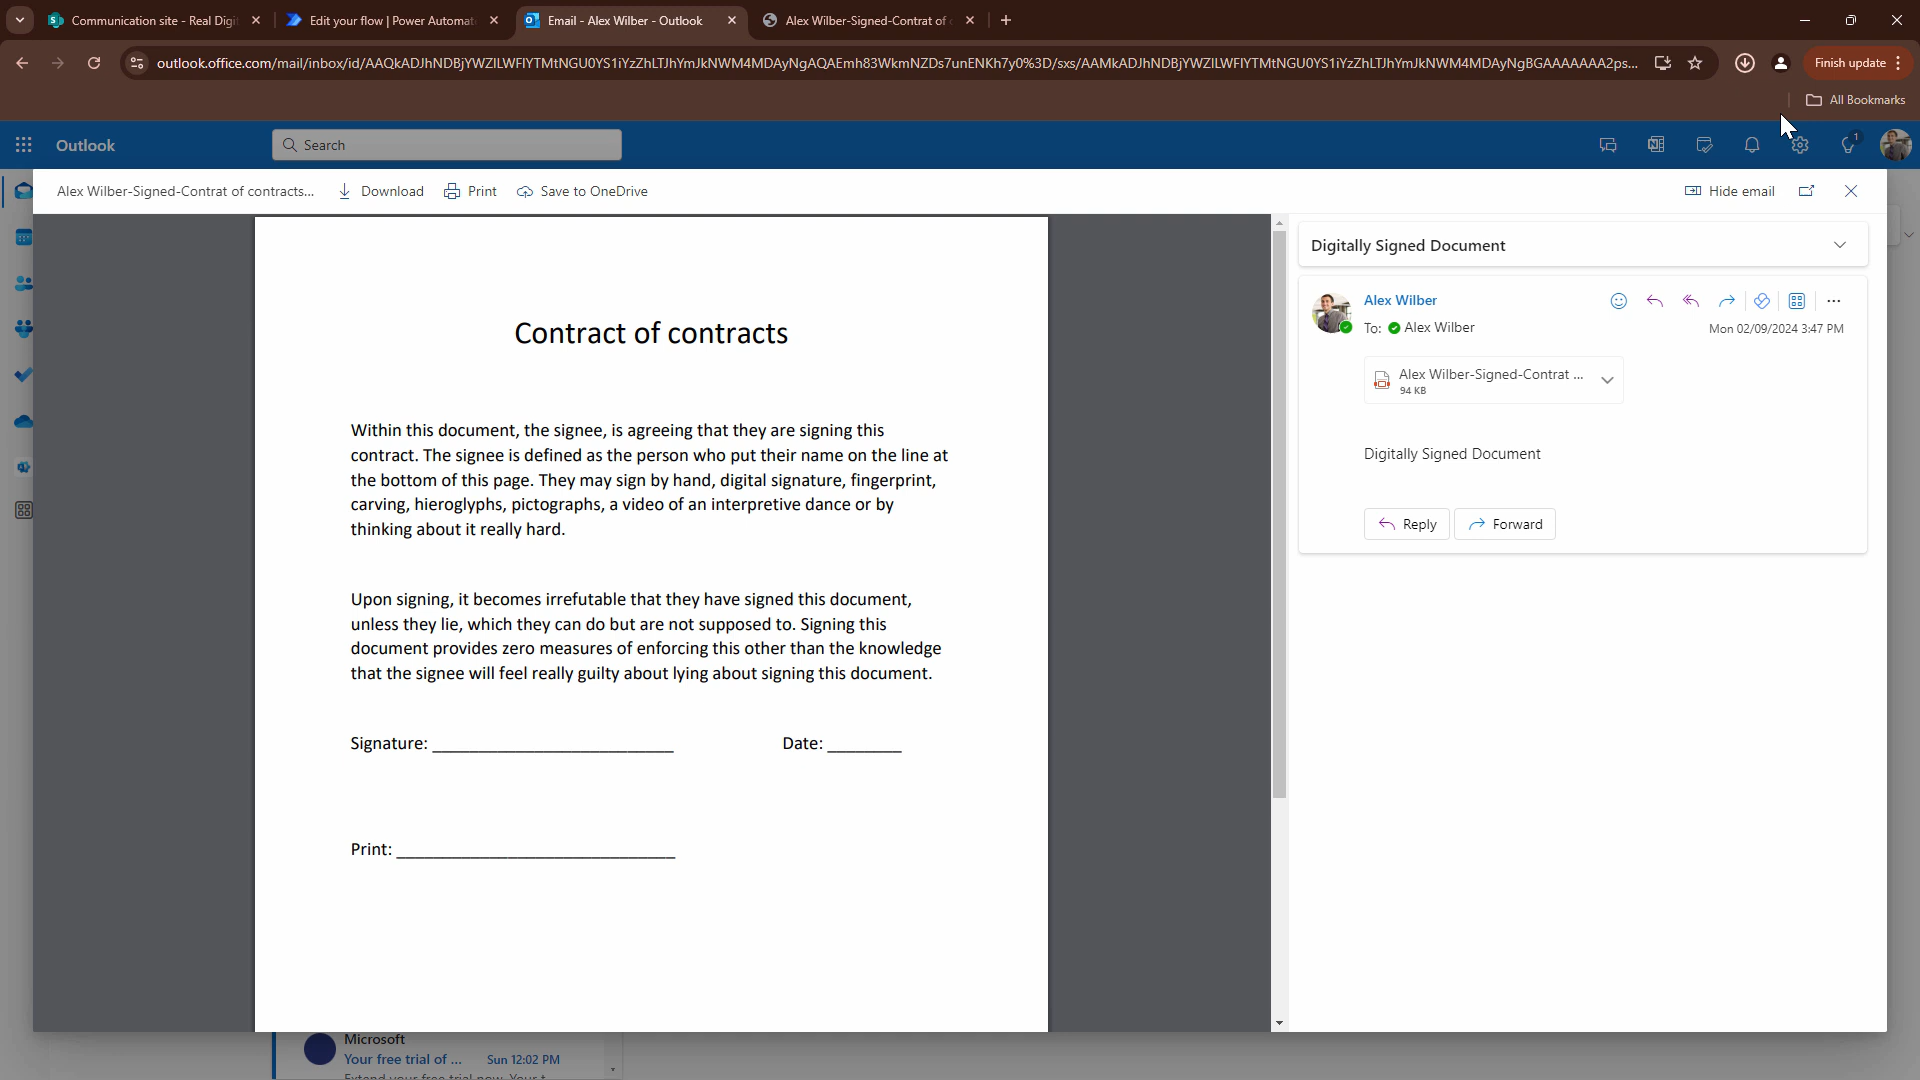 Communication site - Real Digi
Edit your flow | Power Automat
Email - Alex Wilber - Outlook
Alex Wilber-Signed-Contrat of
outlook.office.com/mail/inbox/id/AAQkADJhNDBjYWZlLWFlYTMtNGU0YS1iYzZhLTJhYmJkNWM4MDAyNgAQAEmh83WkmNZDs7unENKh7y0%3D/sxs/AAMkADJhNDBjYWZlLWFlYTMtNGU0YS1iYzZhLTJhYmJkNWM4MDAyNgBGAAAAAAA2ps...
Finish update
All Bookmarks
Outlook
Search
1
Alex Wilber-Signed-Contrat of contracts...
Download
Print
Save to OneDrive
Hide email
Contract of contracts
Within this document, the signee, is agreeing that they are signing this
contract. The signee is defined as the person who put their name on the line at
the bottom of this page. They may sign by hand, digital signature, fingerprint,
carving, hieroglyphs, pictographs, a video of an interpretive dance or by
thinking about it really hard.
Upon signing, it becomes irrefutable that they have signed this document,
unless they lie, which they can do but are not supposed to. Signing this
document provides zero measures of enforcing this other than the knowledge
that the signee will feel really guilty about lying about signing this document.
Signature: ___________________________ Date: ________
Print: _______________________________
Digitally Signed Document
Alex Wilber
To: Alex Wilber
Mon 02/09/2024 3:47 PM
Alex Wilber-Signed-Contrat ...
94 KB
Digitally Signed Document
Reply
Forward
Microsoft
Your free trial of ... Sun 12:02 PM
Extend your free trial now. Your t